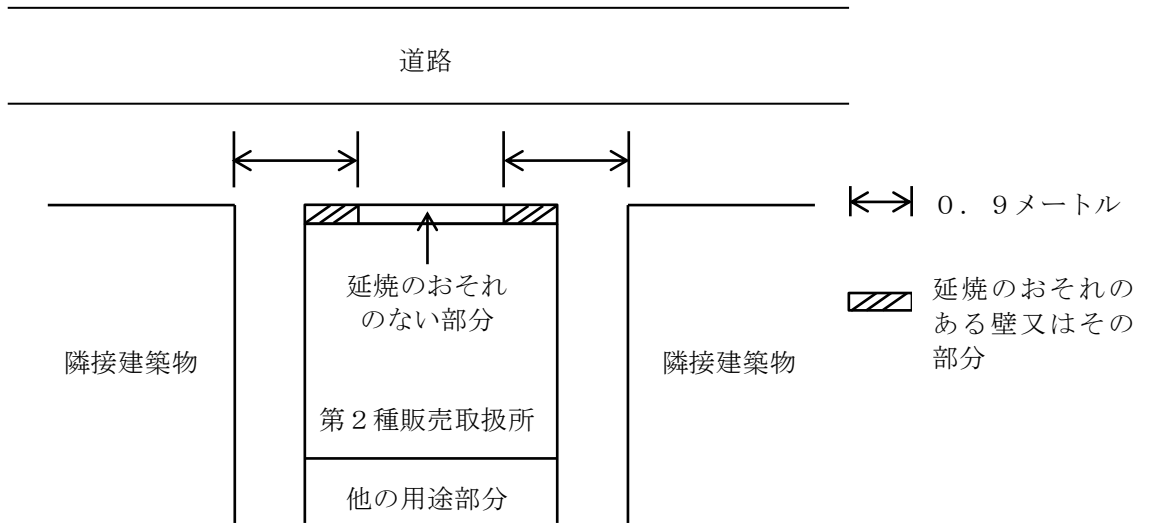 道路
0．9メートル
延焼のおそれ
のない部分
延焼のおそれの
ある壁又はその
部分
隣接建築物
隣接建築物
第２種販売取扱所
他の用途部分